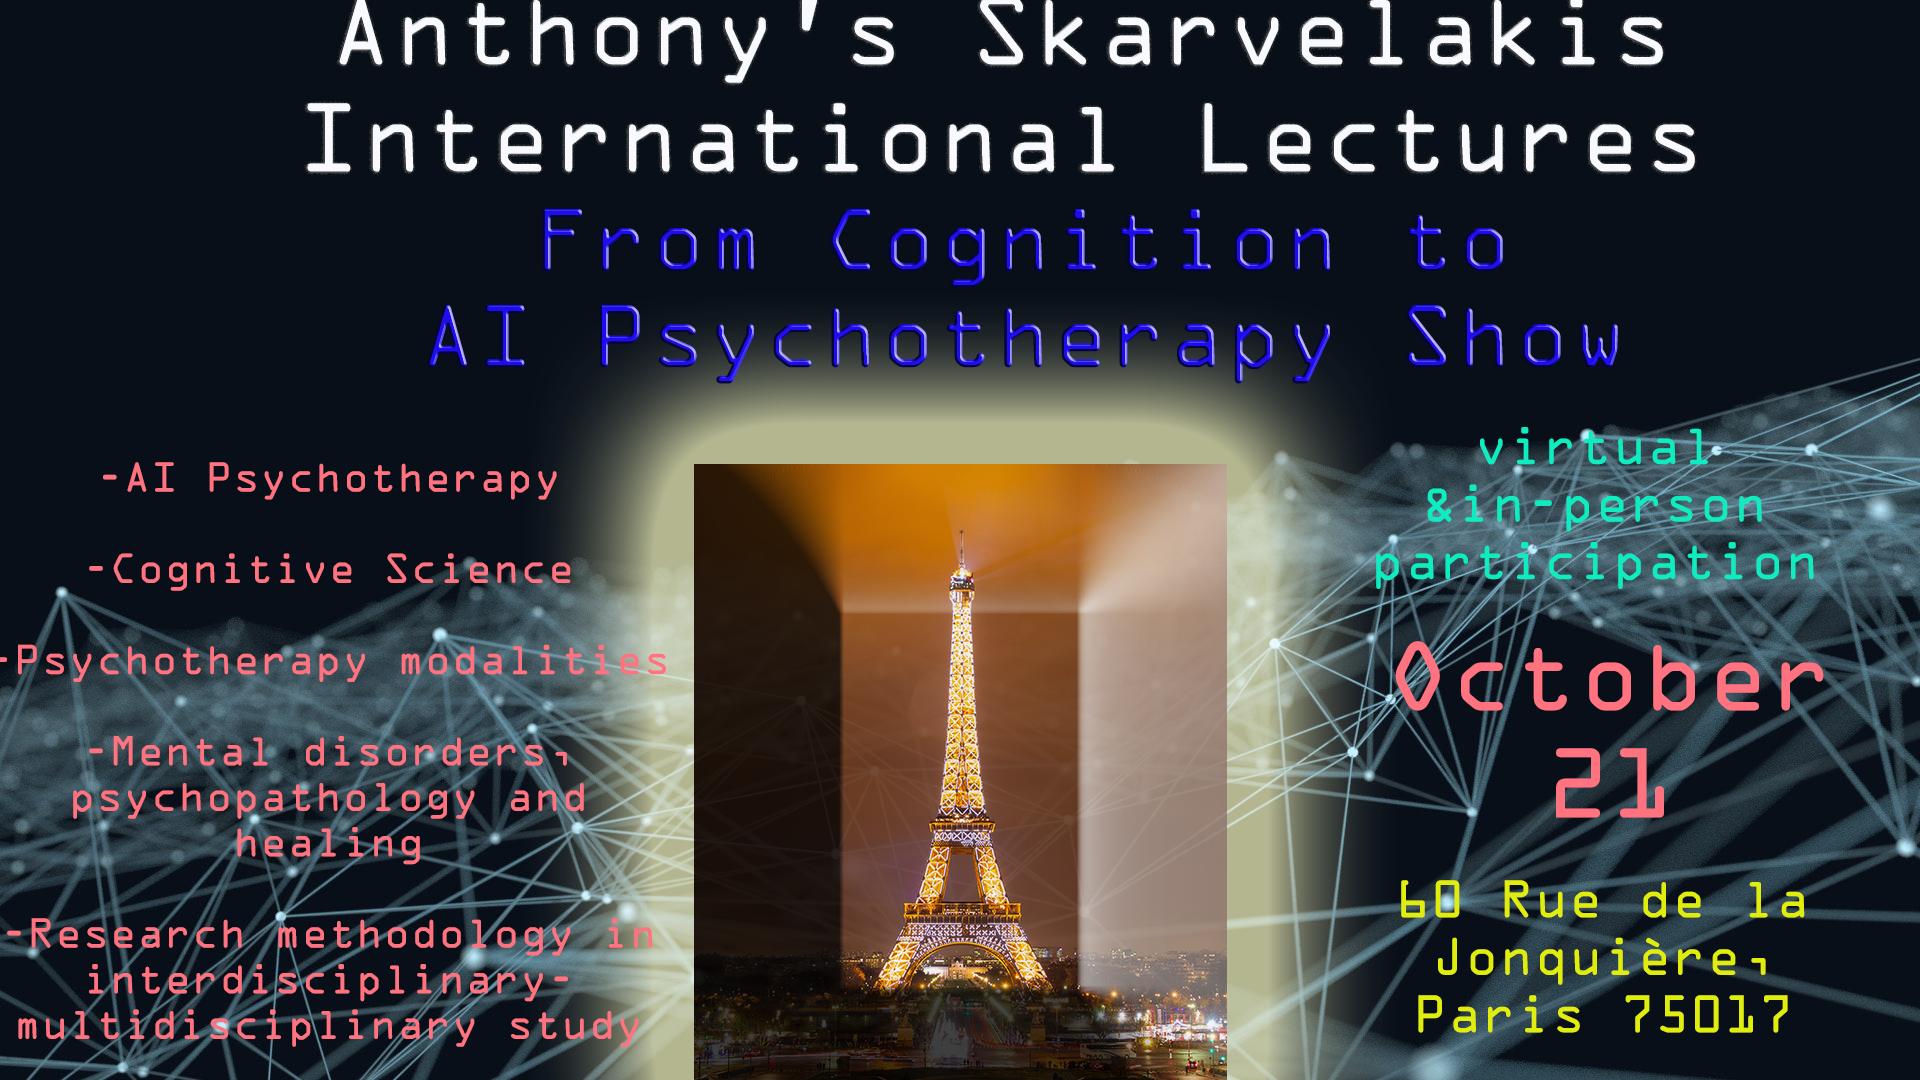 Anthony's Skarvelakis
International Lectures
From Cognition to
AI Psychotherapy Show
-AI Psychotherapy
-Cognitive Science
-Psychotherapy modalities
-Mental disorders,
psychopathology and
healing
-Research methodology in
interdisciplinary-
multidisciplinary study
virtual
&in-person
participation
October
21
60 Rue de la
Jonquière,
Paris 75017